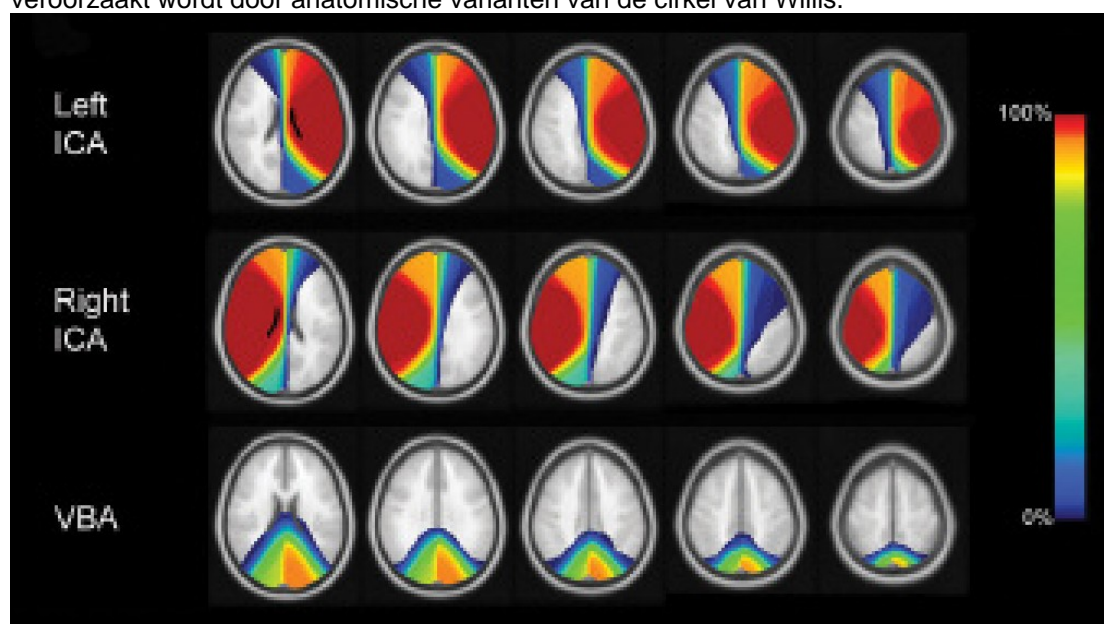 veroorzaakt wordt door anatomische varianten van de cirkel van Willis.
Left
ICA
100%
Right
ICA
VBA
0%